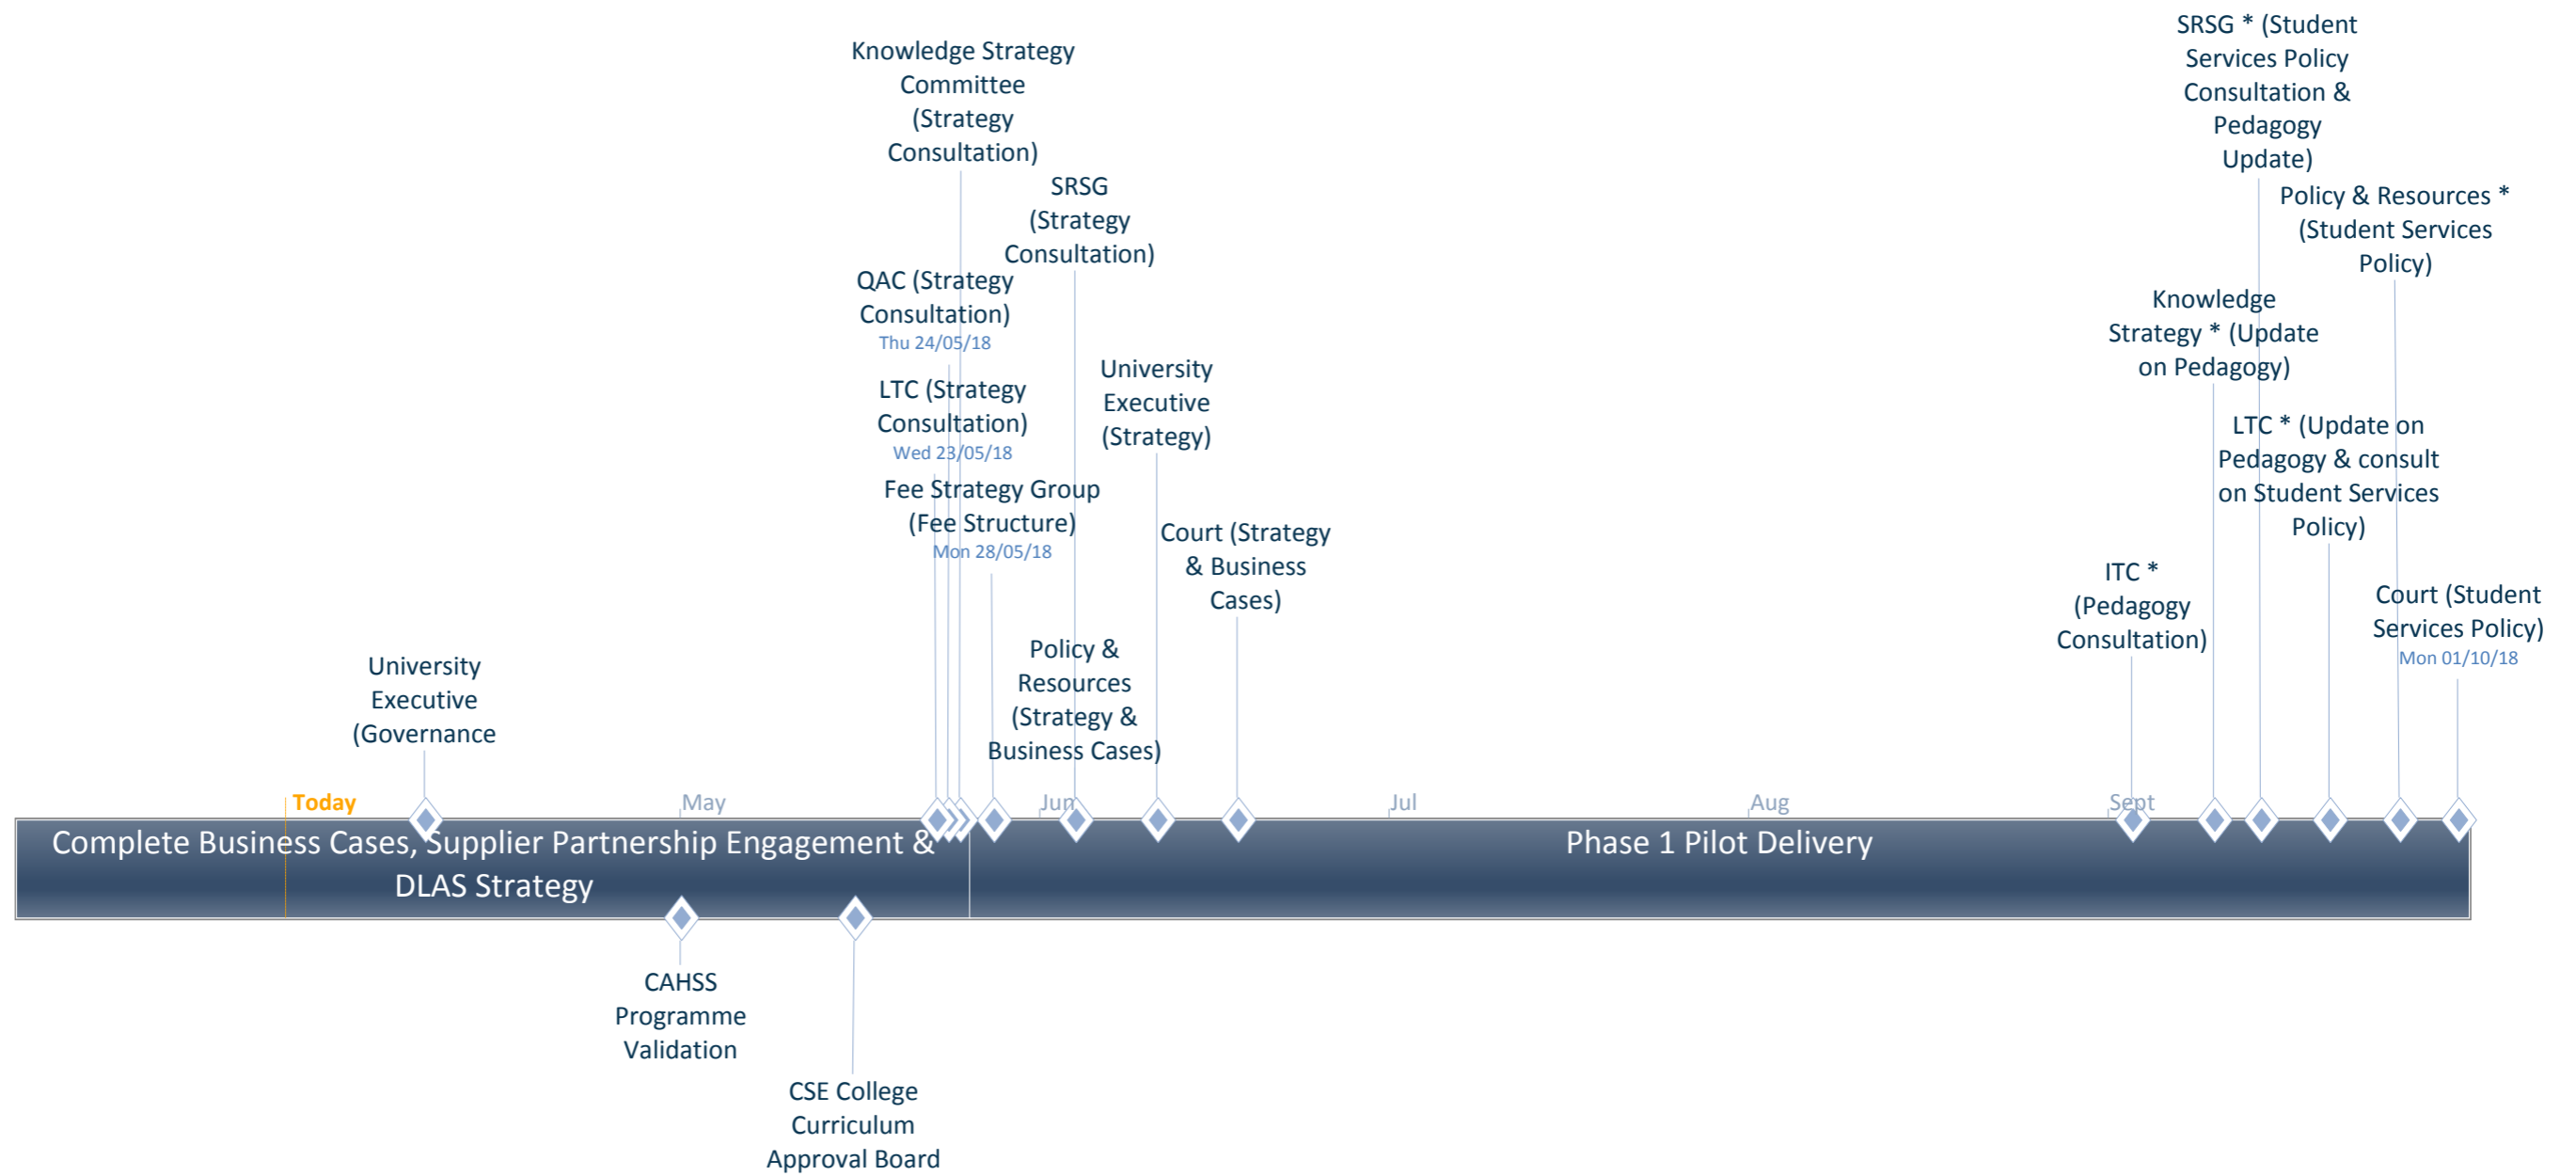 Knowledge Strategy
Committee
(Strategy
Consultation)
SRSG
(Strategy
Consultation)
QAC (Strategy
Consultation)
Thu 24/05/18
LTC (Strategy
Consultation)
Wed 23/05/18
Fee Strategy Group
(Fee Structure)
Mon 28/05/18
University
Executive
(Strategy)
Court (Strategy
& Business
Cases)
Policy &
Resources
(Strategy &
Business Cases)
University
Executive
(Governance
SRSG * (Student
Services Policy
Consultation &
Pedagogy
Update)
Policy & Resources *
(Student Services
Policy)
Knowledge
Strategy * (Update
on Pedagogy)
LTC * (Update on
Pedagogy & consult
on Student Services
Policy)
ITC *
(Pedagogy
Consultation)
Court (Student
Services Policy)
Mon 01/10/18
Today
May
Jun
Jul
Aug
Sept
Complete Business Cases, Supplier Partnership Engagement &
DLAS Strategy
Phase 1 Pilot Delivery
CAHSS
Programme
Validation
CSE College
Curriculum
Approval Board